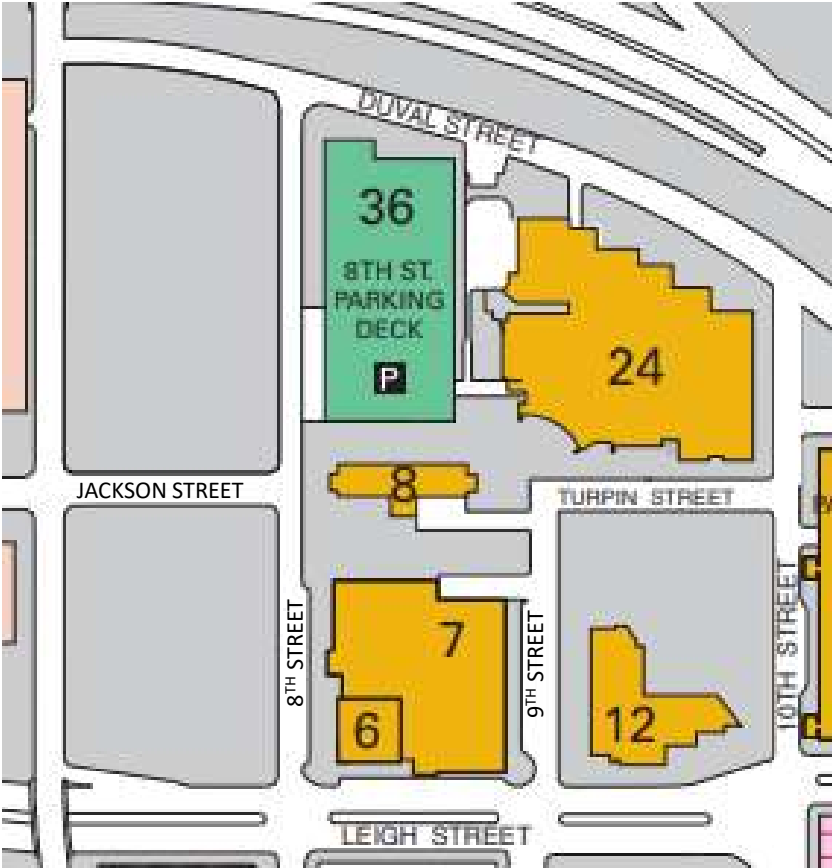 DUVAL STREET
36
8TH ST.
PARKING
DECK
P
24
8
JACKSON STREET
TURPIN STREET
7
8TH STREET
9TH STREET
10TH STREET
6
12
LEIGH STREET